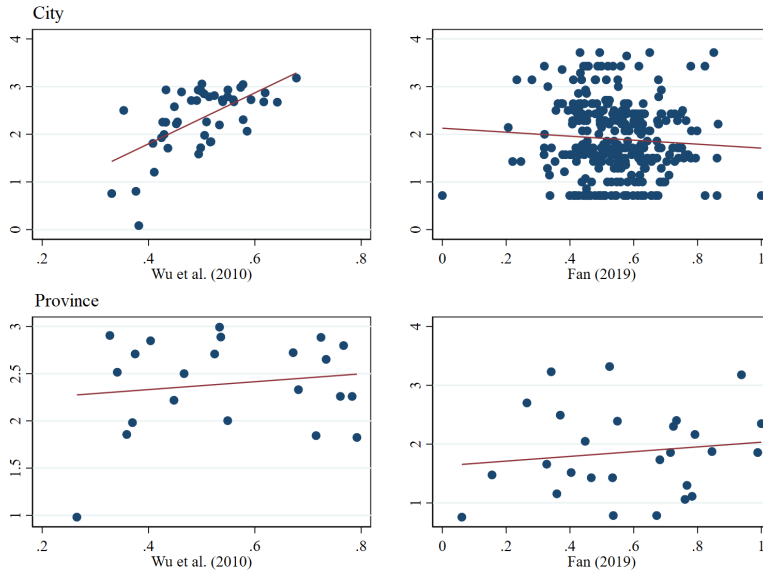 City
4
3
2
1
0
.2 .4 .6 .8
Wu et al. (2010)
4
3
2
1
0
0 .2 .4 .6 .8 1
Fan (2019)
Province
3
2.5
2
1.5
1
.2 .4 .6 .8
Wu et al. (2010)
4
3
2
1
0 .2 .4 .6 .8 1
Fan (2019)